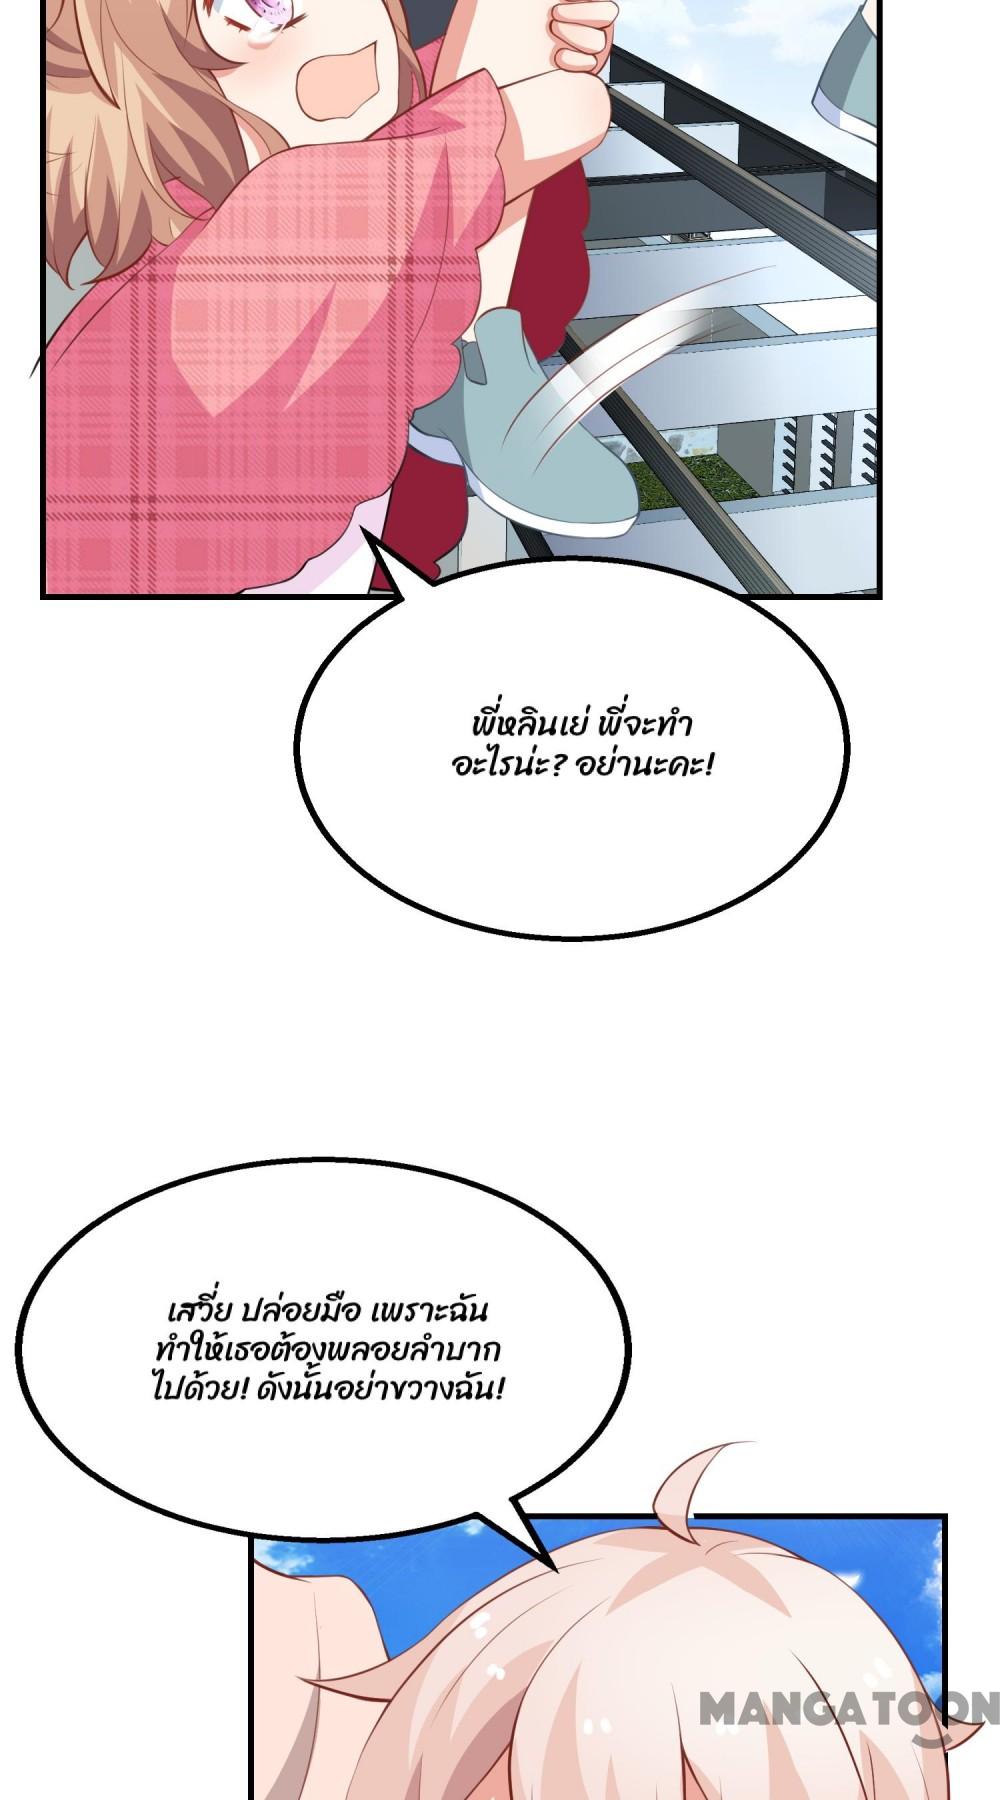 พี่หลินเย่ พี่จะทำ
อะไรน่ะ? อย่านะคะ!
เสวี่ย ปล่อยมือ เพราะฉัน
ทำให้เธอต้องพลอยลำบาก
ไปด้วย! ดังนั้นอย่าขวางฉัน!
MANGATOON